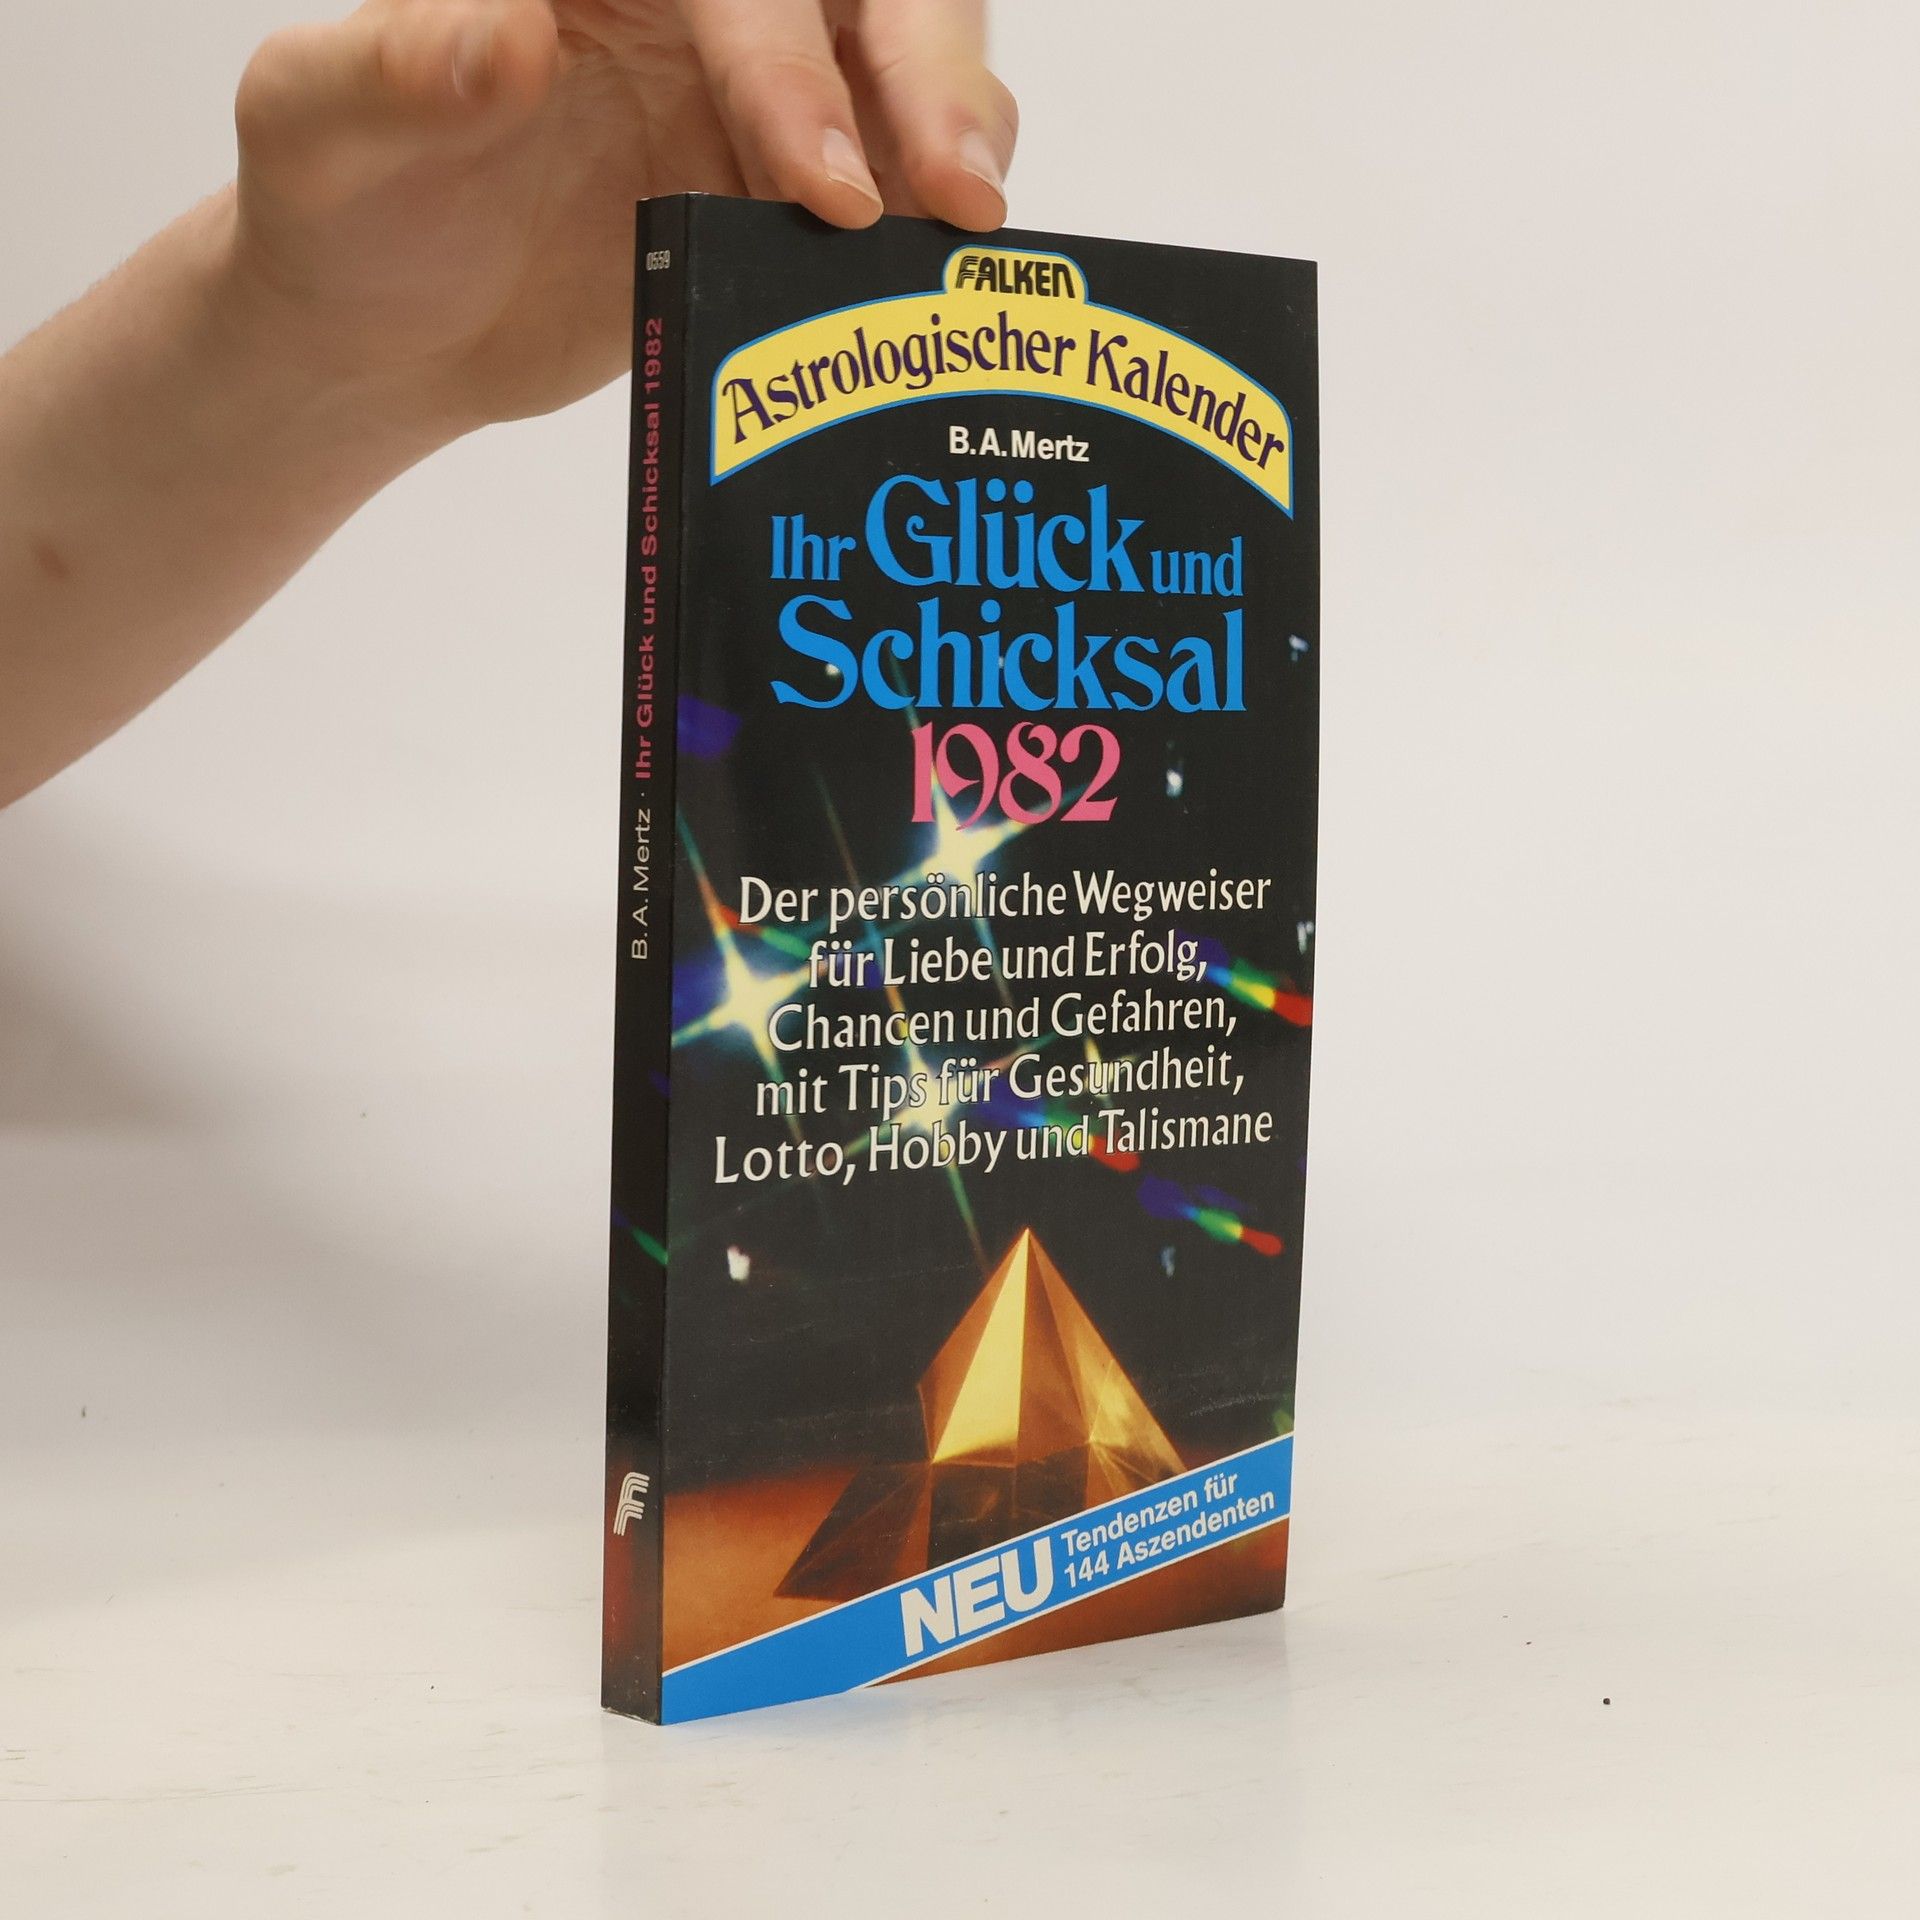 0559
B.A. Mertz · Ihr Glück und Schicksal 1982
FALKEN
Astrologischer Kalender
B.A. Mertz
Ihr Glück und
Schicksal
1982
Der persönliche Wegweiser
für Liebe und Erfolg,
Chancen und Gefahren,
mit Tips für Gesundheit,
Lotto, Hobby und Talismane
NEU Tendenzen für
144 Aszendenten